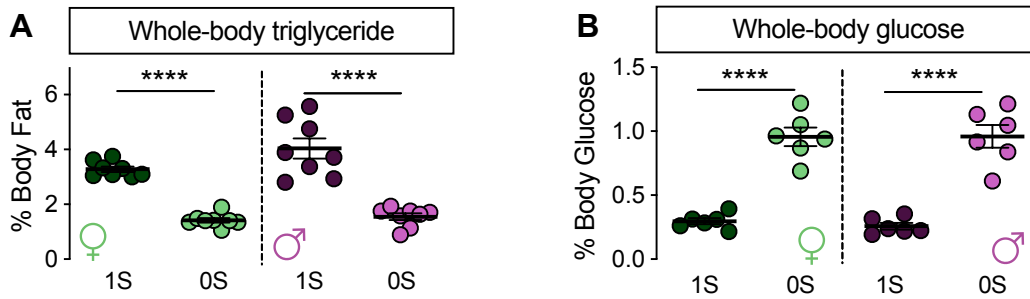 A
Whole-body triglyceride
% Body Fat
6
4
2
0
****
****
♀
♂
1S
0S
1S
0S
B
Whole-body glucose
% Body Glucose
1.5
1.0
0.5
0.0
****
****
♀
♂
1S
0S
1S
0S